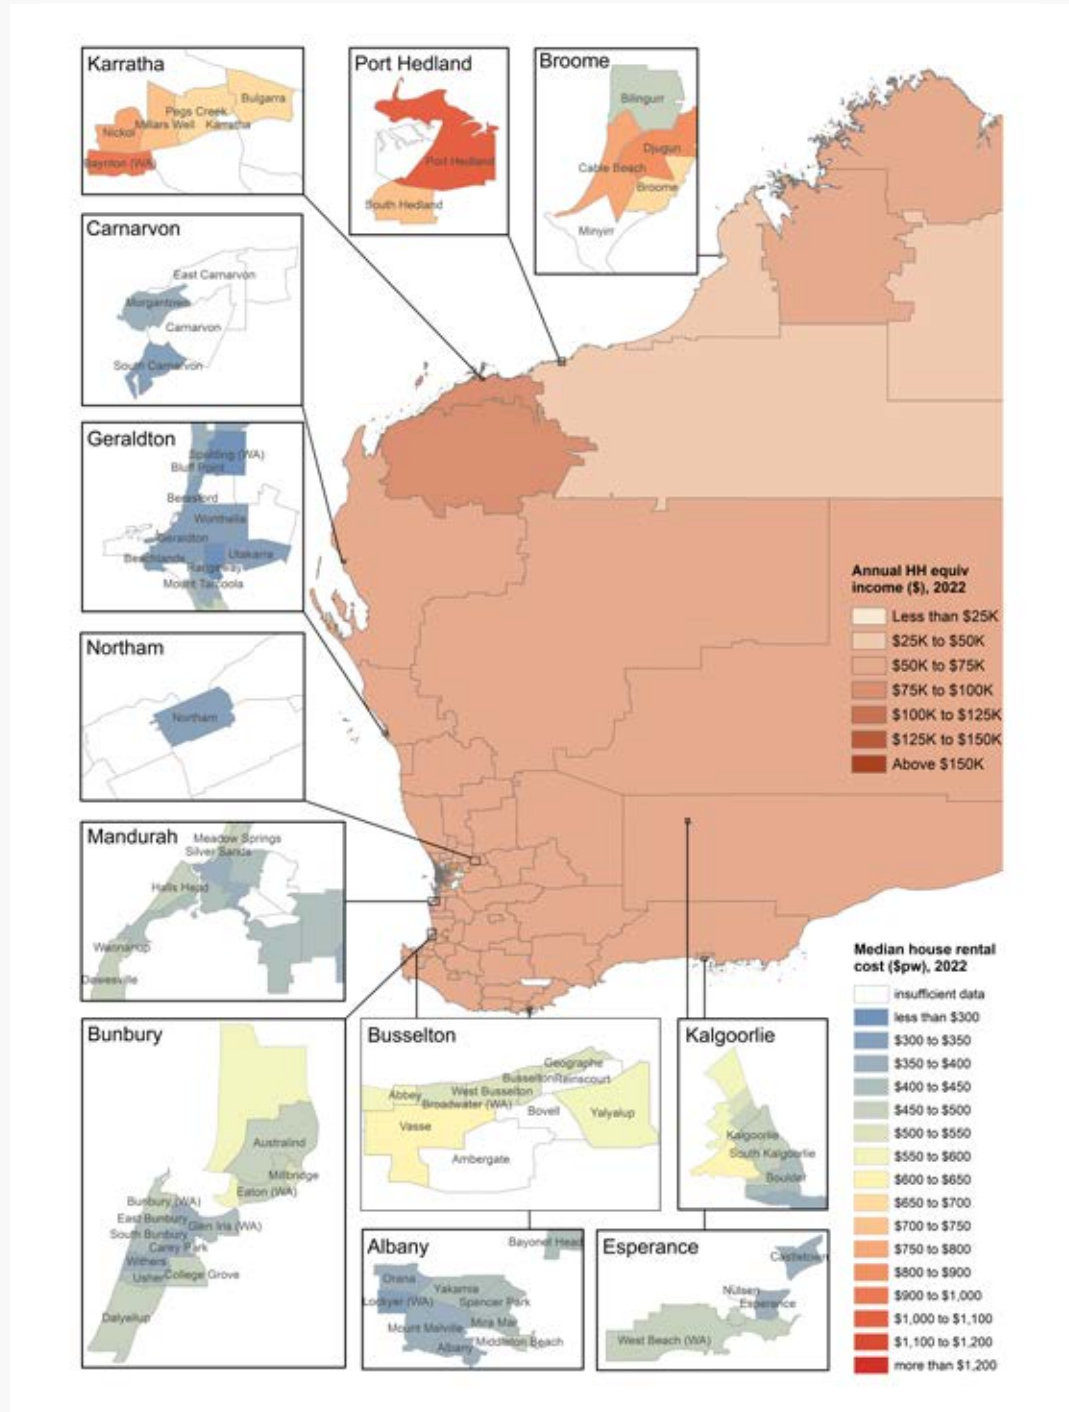 Karratha
Bulgarra
Pegs Creek
Millars Well
Karratha
Nickol
Baynton (WA)
Port Hedland
Port Hedland
South Hedland
Broome
Bilingurr
Djugun
Cable Beach
Broome
Minyirr
Carnarvon
East Carnarvon
Morgantown
Carnarvon
South Carnarvon
Geraldton
Spalding (WA)
Bluff Point
Beresford
Wonthella
Geraldton
Beachlands
Utakarra
Rangeway
Mount Tarcoola
Northam
Northam
Mandurah
Meadow Springs
Silver Sands
Halls Head
Wannanup
Dawesville
Annual HH equiv
income ($), 2022
Less than $25K
$25K to $50K
$50K to $75K
$75K to $100K
$100K to $125K
$125K to $150K
Above $150K
Bunbury
Australind
Millbridge
Eaton (WA)
Bunbury (WA)
East Bunbury
Glen Iris (WA)
South Bunbury
Carey Park
Withers
Usher
College Grove
Dalyellup
Busselton
Geographe
Busselton
Reinscourt
West Busselton
Abbey
Broadwater (WA)
Bovell
Yalyalup
Vasse
Ambergate
Kalgoorlie
Kalgoorlie
South Kalgoorlie
Boulder
Albany
Bayonet Head
Orana
Yakamia
Lockyer (WA)
Spencer Park
Mira Mar
Mount Melville
Middleton Beach
Albany
Esperance
Castletown
Nulsen
Esperance
West Beach (WA)
Median house rental
cost ($pw), 2022
insufficient data
less than $300
$300 to $350
$350 to $400
$400 to $450
$450 to $500
$500 to $550
$550 to $600
$600 to $650
$650 to $700
$700 to $750
$750 to $800
$800 to $900
$900 to $1,000
$1,000 to $1,100
$1,100 to $1,200
more than $1,200